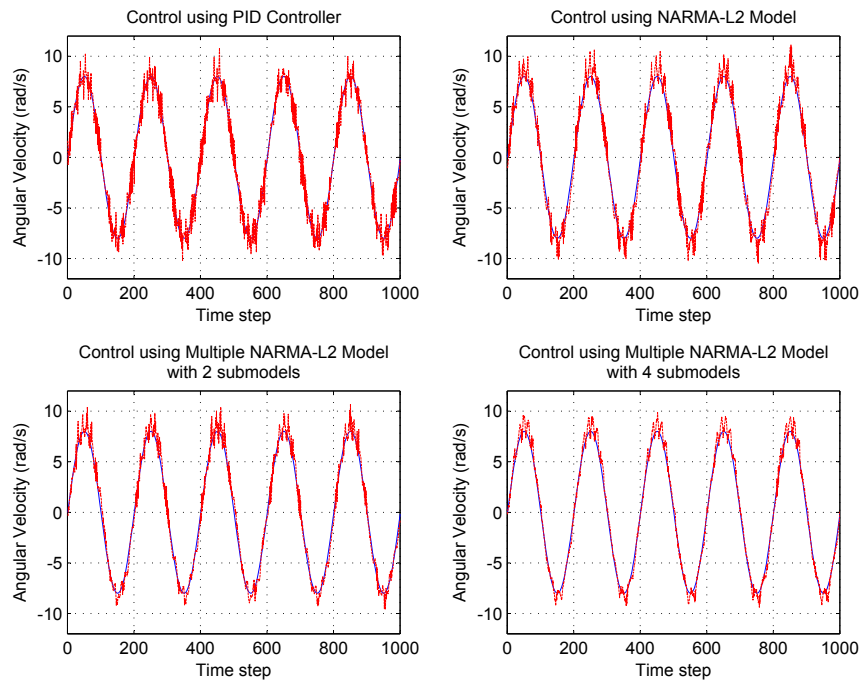 Control using PID Controller
Angular Velocity (rad/s)
10
5
0
-5
-10
0 200 400 600 800 1000
Time step
Control using NARMA-L2 Model
Angular Velocity (rad/s)
10
5
0
-5
-10
0 200 400 600 800 1000
Time step
Control using Multiple NARMA-L2 Model
with 2 submodels
Angular Velocity (rad/s)
10
5
0
-5
-10
0 200 400 600 800 1000
Time step
Control using Multiple NARMA-L2 Model
with 4 submodels
Angular Velocity (rad/s)
10
5
0
-5
-10
0 200 400 600 800 1000
Time step